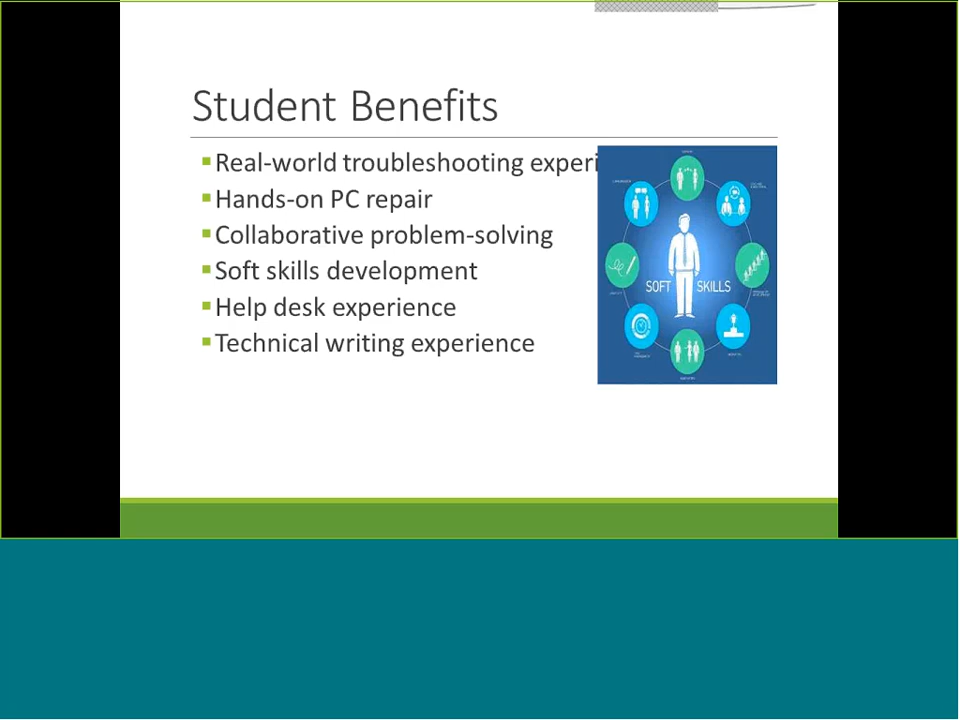 Student Benefits
Real-world troubleshooting experi
Hands-on PC repair
Collaborative problem-solving
Soft skills development
Help desk experience
Technical writing experience
SOFT SKILLS